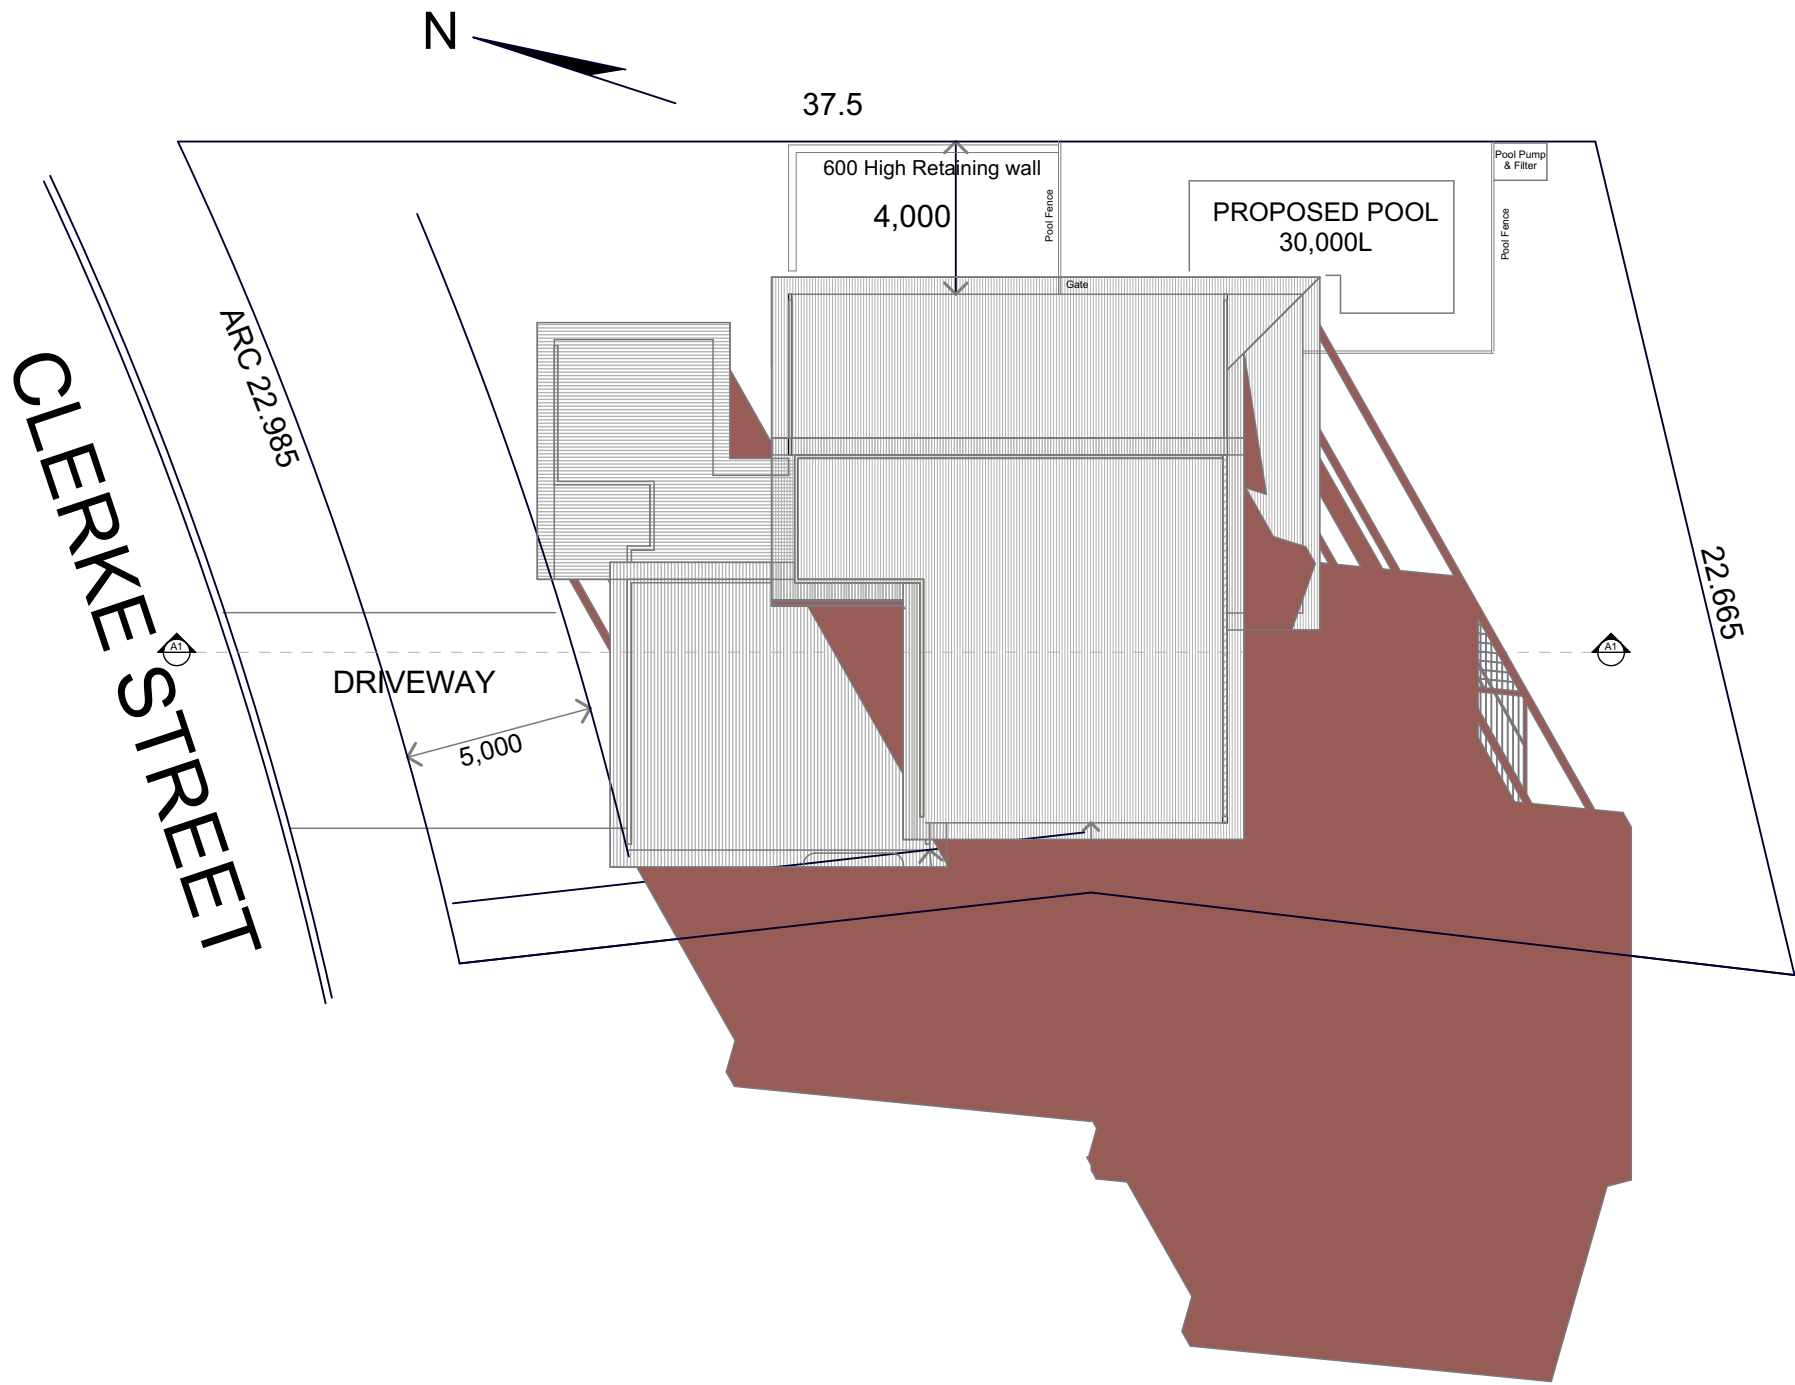 N
37.5
600 High Retaining wall
4,000
Pool Fence
PROPOSED POOL
30,000L
Pool Pump
& Filter
Pool Fence
Gate
ARC 22.985
CLERKE STREET
22.665
A1
A1
DRIVEWAY
5,000